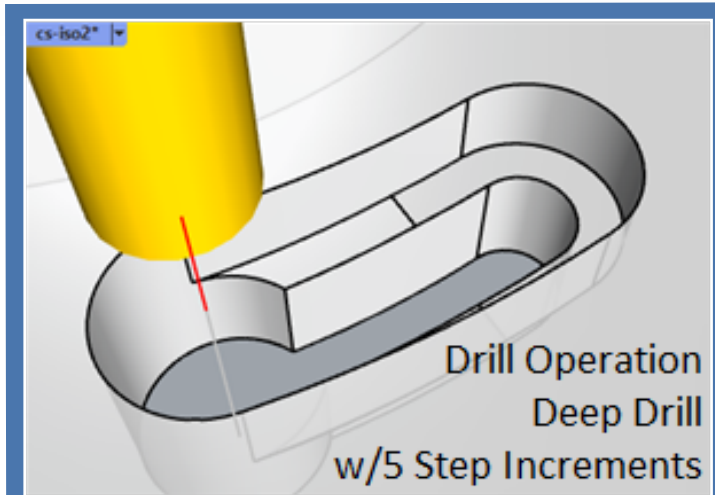 cs-iso2*
Drill Operation
Deep Drill
w/5 Step Increments